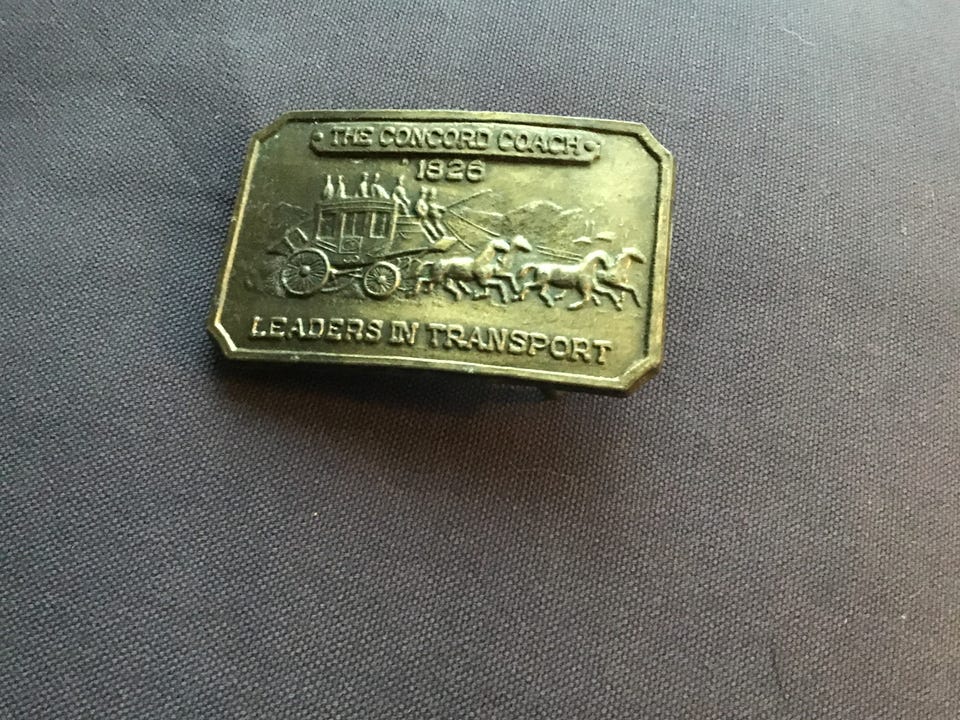 THE CONCORD COACH
1826
LEADERS IN TRANSPORT